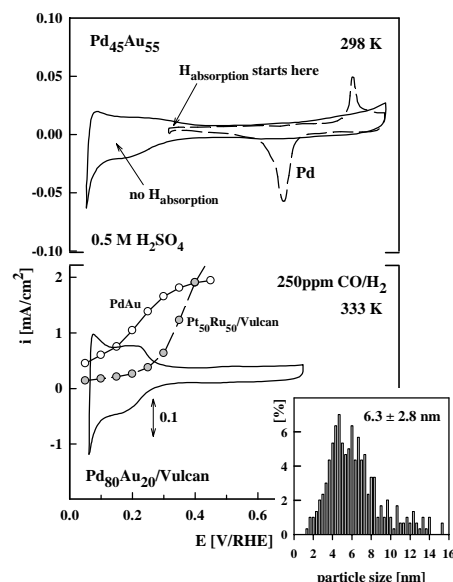 Pd45Au55
298 K
0.10
Habsorption starts here
0.05
0.00
Pd
-0.05
no Habsorption
0.5 M H2SO4
-0.10
i [mA/cm2]
2
250ppm CO/H2
333 K
PdAu
Pt50Ru50/Vulcan
1
0
0.1
-1
Pd80Au20/Vulcan
0.0 0.2 0.4 0.6
E [V/RHE]
[%]
6.3 ± 2.8 nm
6
4
2
0
0 2 4 6 8 10 12 14 16
particle size [nm]